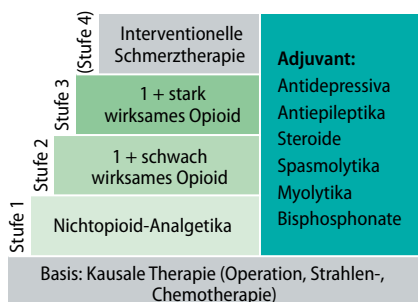 (Stufe 4)
Interventionelle
Schmerztherapie
Stufe 3
1 + stark
wirksames Opioid
Stufe 2
1 + schwach
wirksames Opioid
Stufe 1
Nichtopioid-Analgetika
Adjuvant:
Antidepressiva
Antiepileptika
Steroide
Spasmolytika
Myolytika
Bisphosphonate
Basis: Kausale Therapie (Operation, Strahlen-,
Chemotherapie)